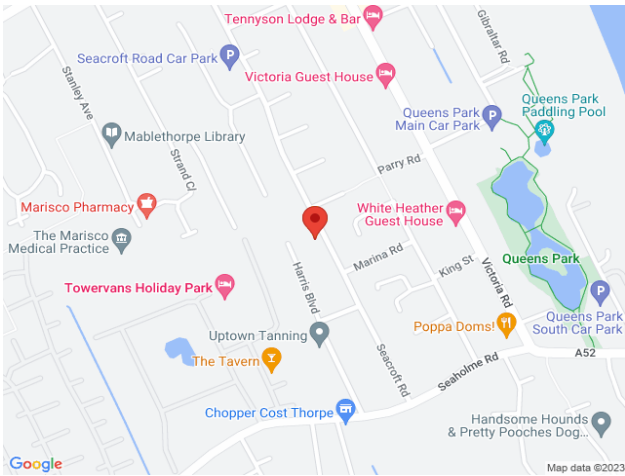 Tennyson Lodge & Bar
Gibraltar Rd
Seacroft Road Car Park
P
Victoria Guest House
Stanley Ave
Queens Park
Paddling Pool
Queens Park
Main Car Park
P
Mablethorpe Library
Strand Cl
Parry Rd
Marisco Pharmacy
White Heather
Guest House
The Marisco
Medical Practice
Marina Rd
King St
Queens Park
Victoria Rd
Harris Blvd
Towervans Holiday Park
P
Queens Park
South Car Park
Poppa Doms!
Uptown Tanning
The Tavern
Seacroft Rd
Seaholme Rd
A52
Chopper Cost Thorpe
Handsome Hounds
& Pretty Pooches Dog...
Google
Map data ©2023